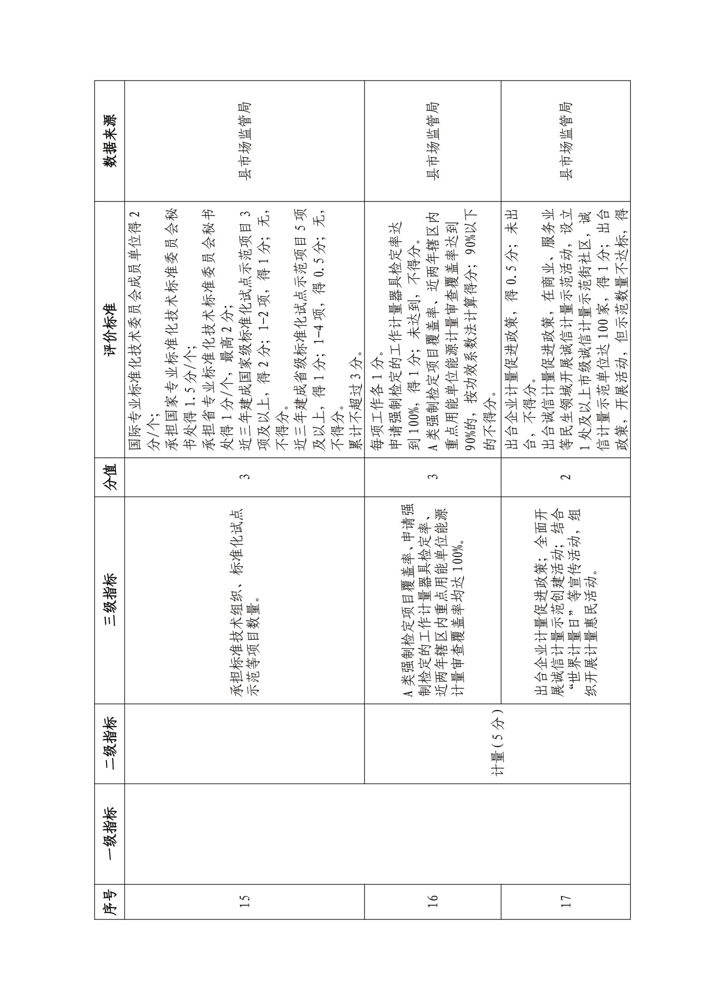 序号
一级指标
二级指标
三级指标
分值
评价标准
数据来源
15
承担标准技术组织、标准化试点
示范等项目数量。
3
国际专业标准化技术委员会成员单位得 2
分/个；
承担国家专业标准化技术标准委员会秘
书处得 1.5 分/个；
承担省专业标准化技术标准委员会秘书
处得 1 分/个，最高 2 分；
近三年建成国家级标准化试点示范项目 3
项及以上，得 2 分；1-2 项，得 1 分；无，
不得分。
近三年建成省级标准化试点示范项目 5 项
及以上，得 1 分；1-4 项，得 0.5 分；无，
不得分。
累计不超过 3 分。
县市场监管局
16
计量（5 分）
A 类强制检定项目覆盖率、申请强
制检定的工作计量器具检定率、
近两年辖区内重点用能单位能源
计量审查覆盖率均达 100%。
3
每项工作各 1 分。
申请强制检定的工作计量器具检定率达
到 100%，得 1 分；未达到，不得分。
A 类强制检定项目覆盖率、近两年辖区内
重点用能单位能源计量审查覆盖率达到
90%的，按功效系数法计算得分；90%以下
的不得分。
县市场监管局
17
出台企业计量促进政策；全面开
展诚信计量示范创建活动；结合
“世界计量日”等宣传活动，组
织开展计量惠民活动。
2
出台企业计量促进政策，得 0.5 分；未出
台，不得分。
出台诚信计量促进政策，在商业、服务业
等民生领域开展诚信计量示范活动，设立
1 处及以上市级诚信计量示范街社区，诚
信计量示范单位达 100 家，得 1 分；出台
政策，开展活动，但示范数量不达标，得
县市场监管局